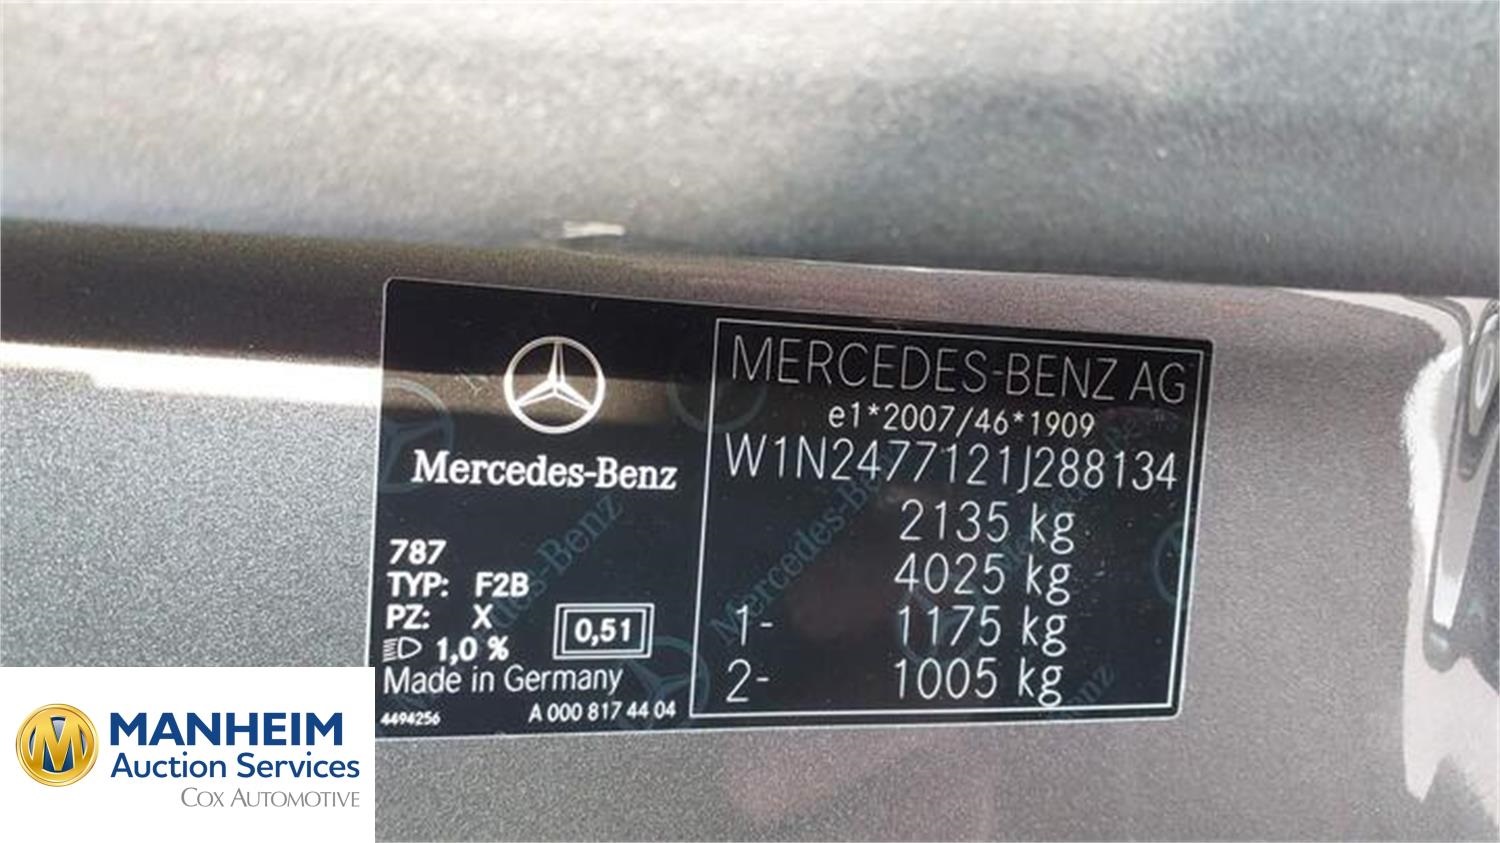 Mercedes-Benz
787
TYP: F2B
PZ: X
1,0 % 0,51
Made in Germany
4494256 A 000 817 44 04
MERCEDES-BENZ AG
e1*2007/46*1909
W1N2477121J288134
2135 kg
4025 kg
1- 1175 kg
2- 1005 kg
MANHEIM
Auction Services
COX AUTOMOTIVE